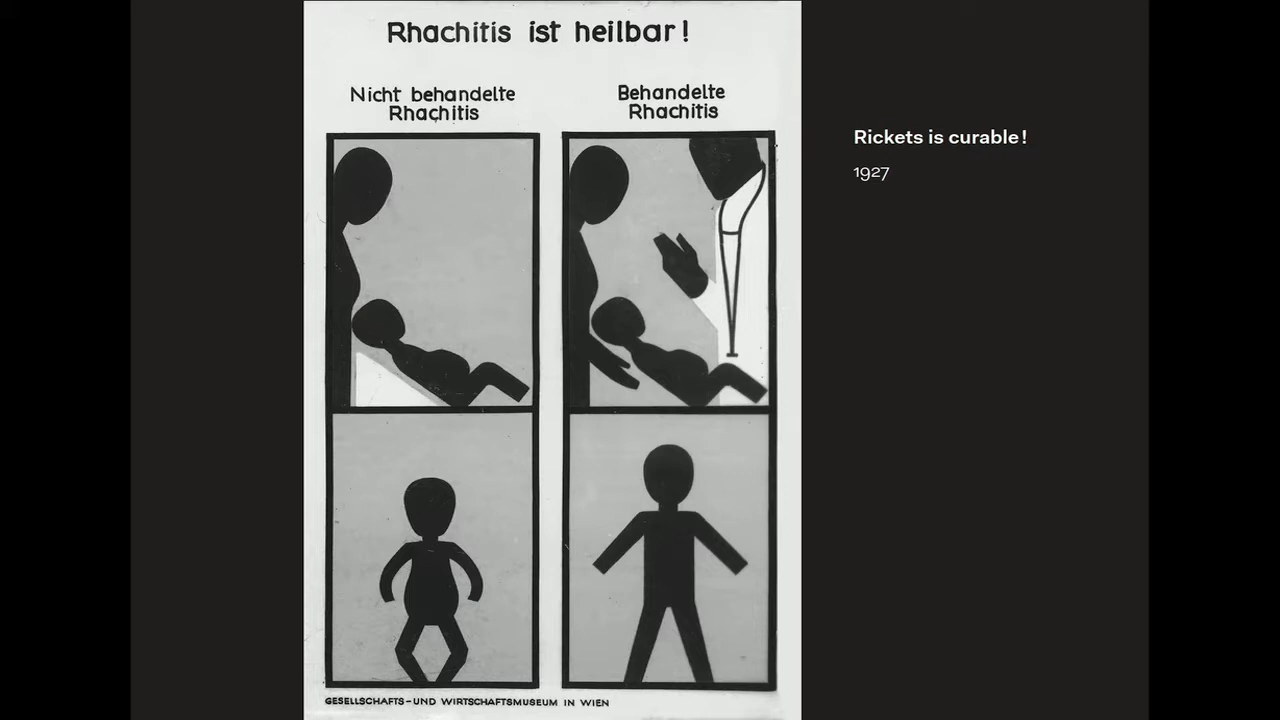 Rhachitis ist heilbar!
Nicht behandelte
Rhachitis
Behandelte
Rhachitis
GESELLSCHAFTS-UND WIRTSCHAFTSMUSEUM IN WIEN
Rickets is curable!
1927